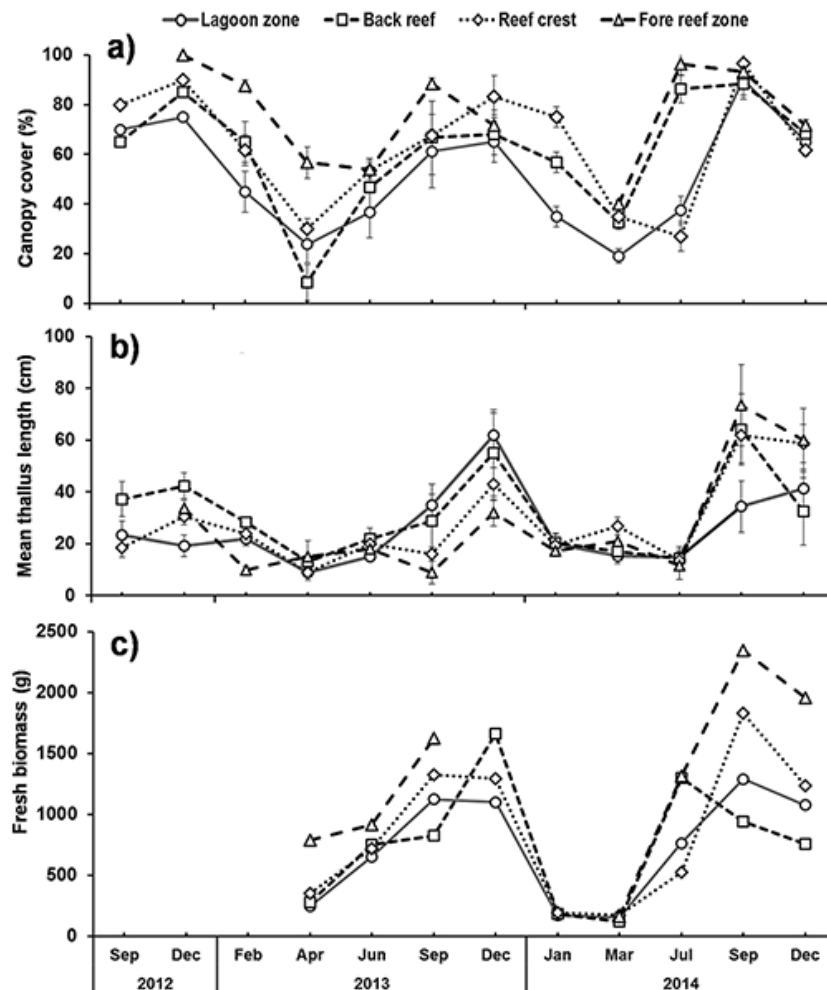 Lagoon zone Back reef Reef crest Fore reef zone
a)
Canopy cover (%)
100
80
60
40
20
0
b)
Mean thallus length (cm)
100
80
60
40
20
0
c)
Fresh biomass (g)
2500
2000
1500
1000
500
0
Sep Dec Feb Apr Jun Sep Dec Jan Mar Jul Sep Dec
2012 2013 2014